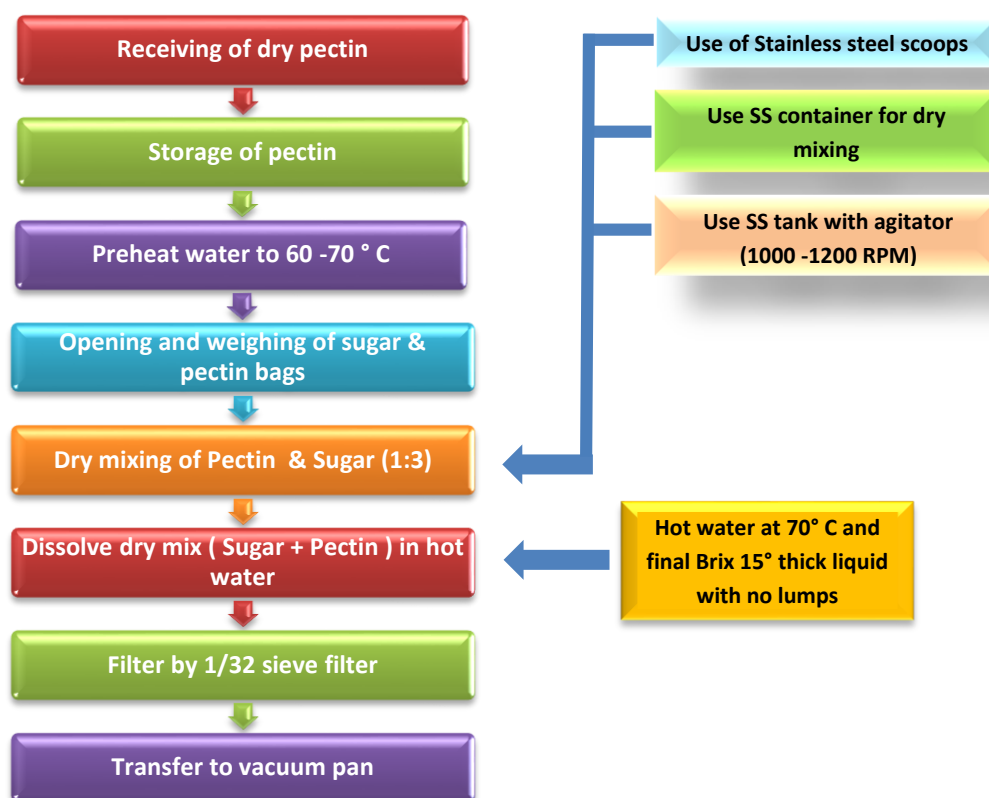 Receiving of dry pectin
Storage of pectin
Preheat water to 60 -70 ° C
Opening and weighing of sugar &
pectin bags
Dry mixing of Pectin & Sugar (1:3)
Dissolve dry mix ( Sugar + Pectin ) in hot
water
Filter by 1/32 sieve filter
Transfer to vacuum pan
Use of Stainless steel scoops
Use SS container for dry
mixing
Use SS tank with agitator
(1000 -1200 RPM)
Hot water at 70° C and
final Brix 15° thick liquid
with no lumps